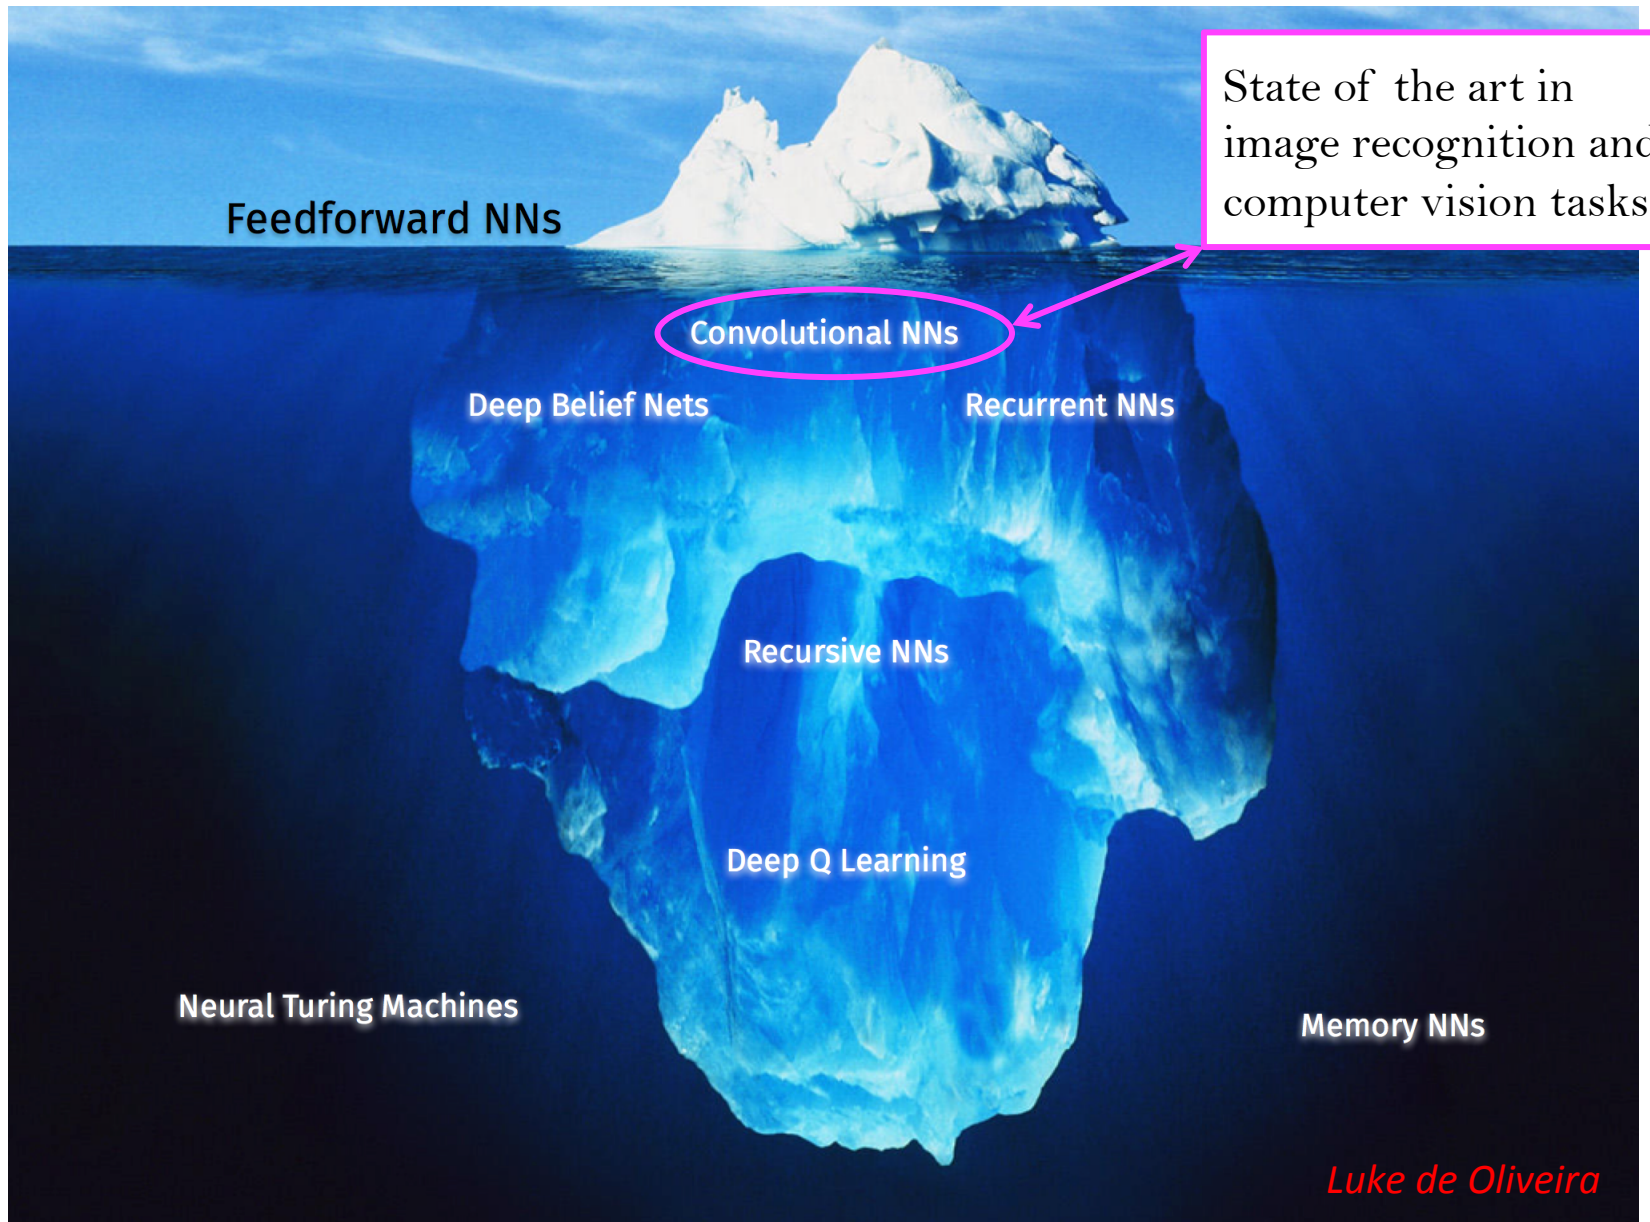 State of the art in
image recognition and
computer vision tasks
Feedforward NNs
Convolutional NNs
Deep Belief Nets
Recurrent NNs
Recursive NNs
Deep Q Learning
Neural Turing Machines
Memory NNs
Luke de Oliveira